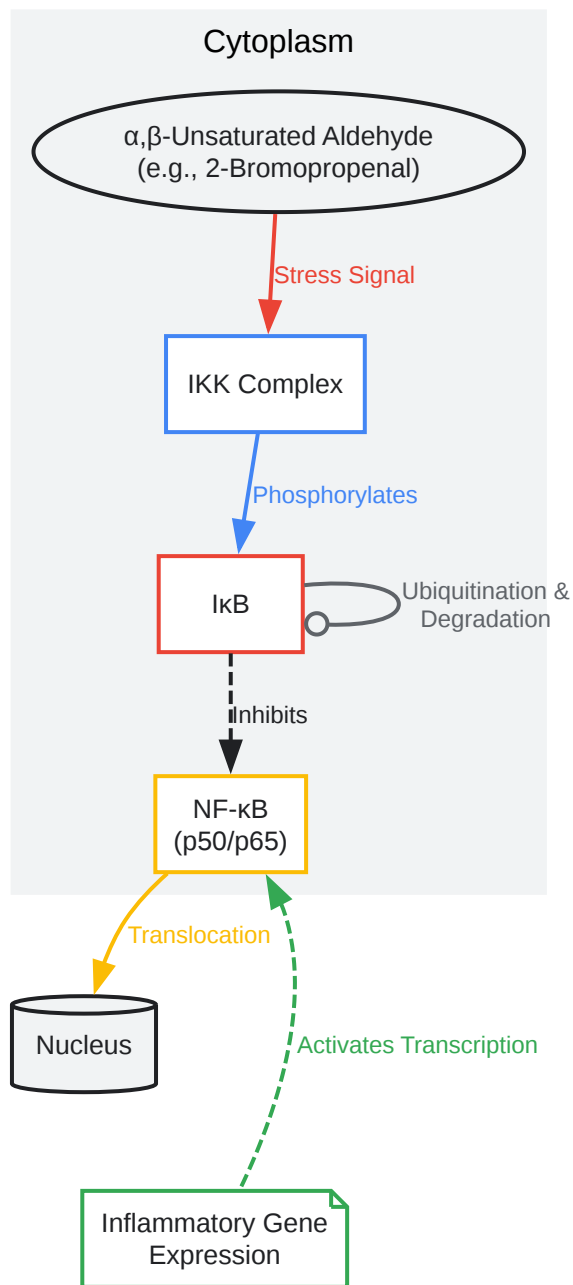 Cytoplasm
α,β-Unsaturated Aldehyde
(e.g., 2-Bromopropenal)
Stress Signal
IKK Complex
Phosphorylates
IκB
Ubiquitination &
Degradation
Inhibits
NF-κB
(p50/p65)
Translocation
Nucleus
Activates Transcription
Inflammatory Gene
Expression